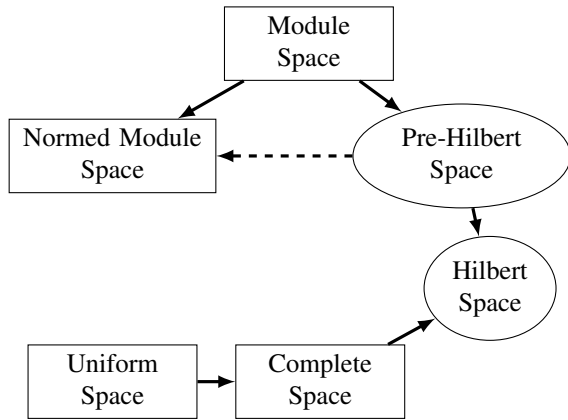 Module
Space
Normed Module
Space
Pre-Hilbert
Space
Hilbert
Space
Uniform
Space
Complete
Space